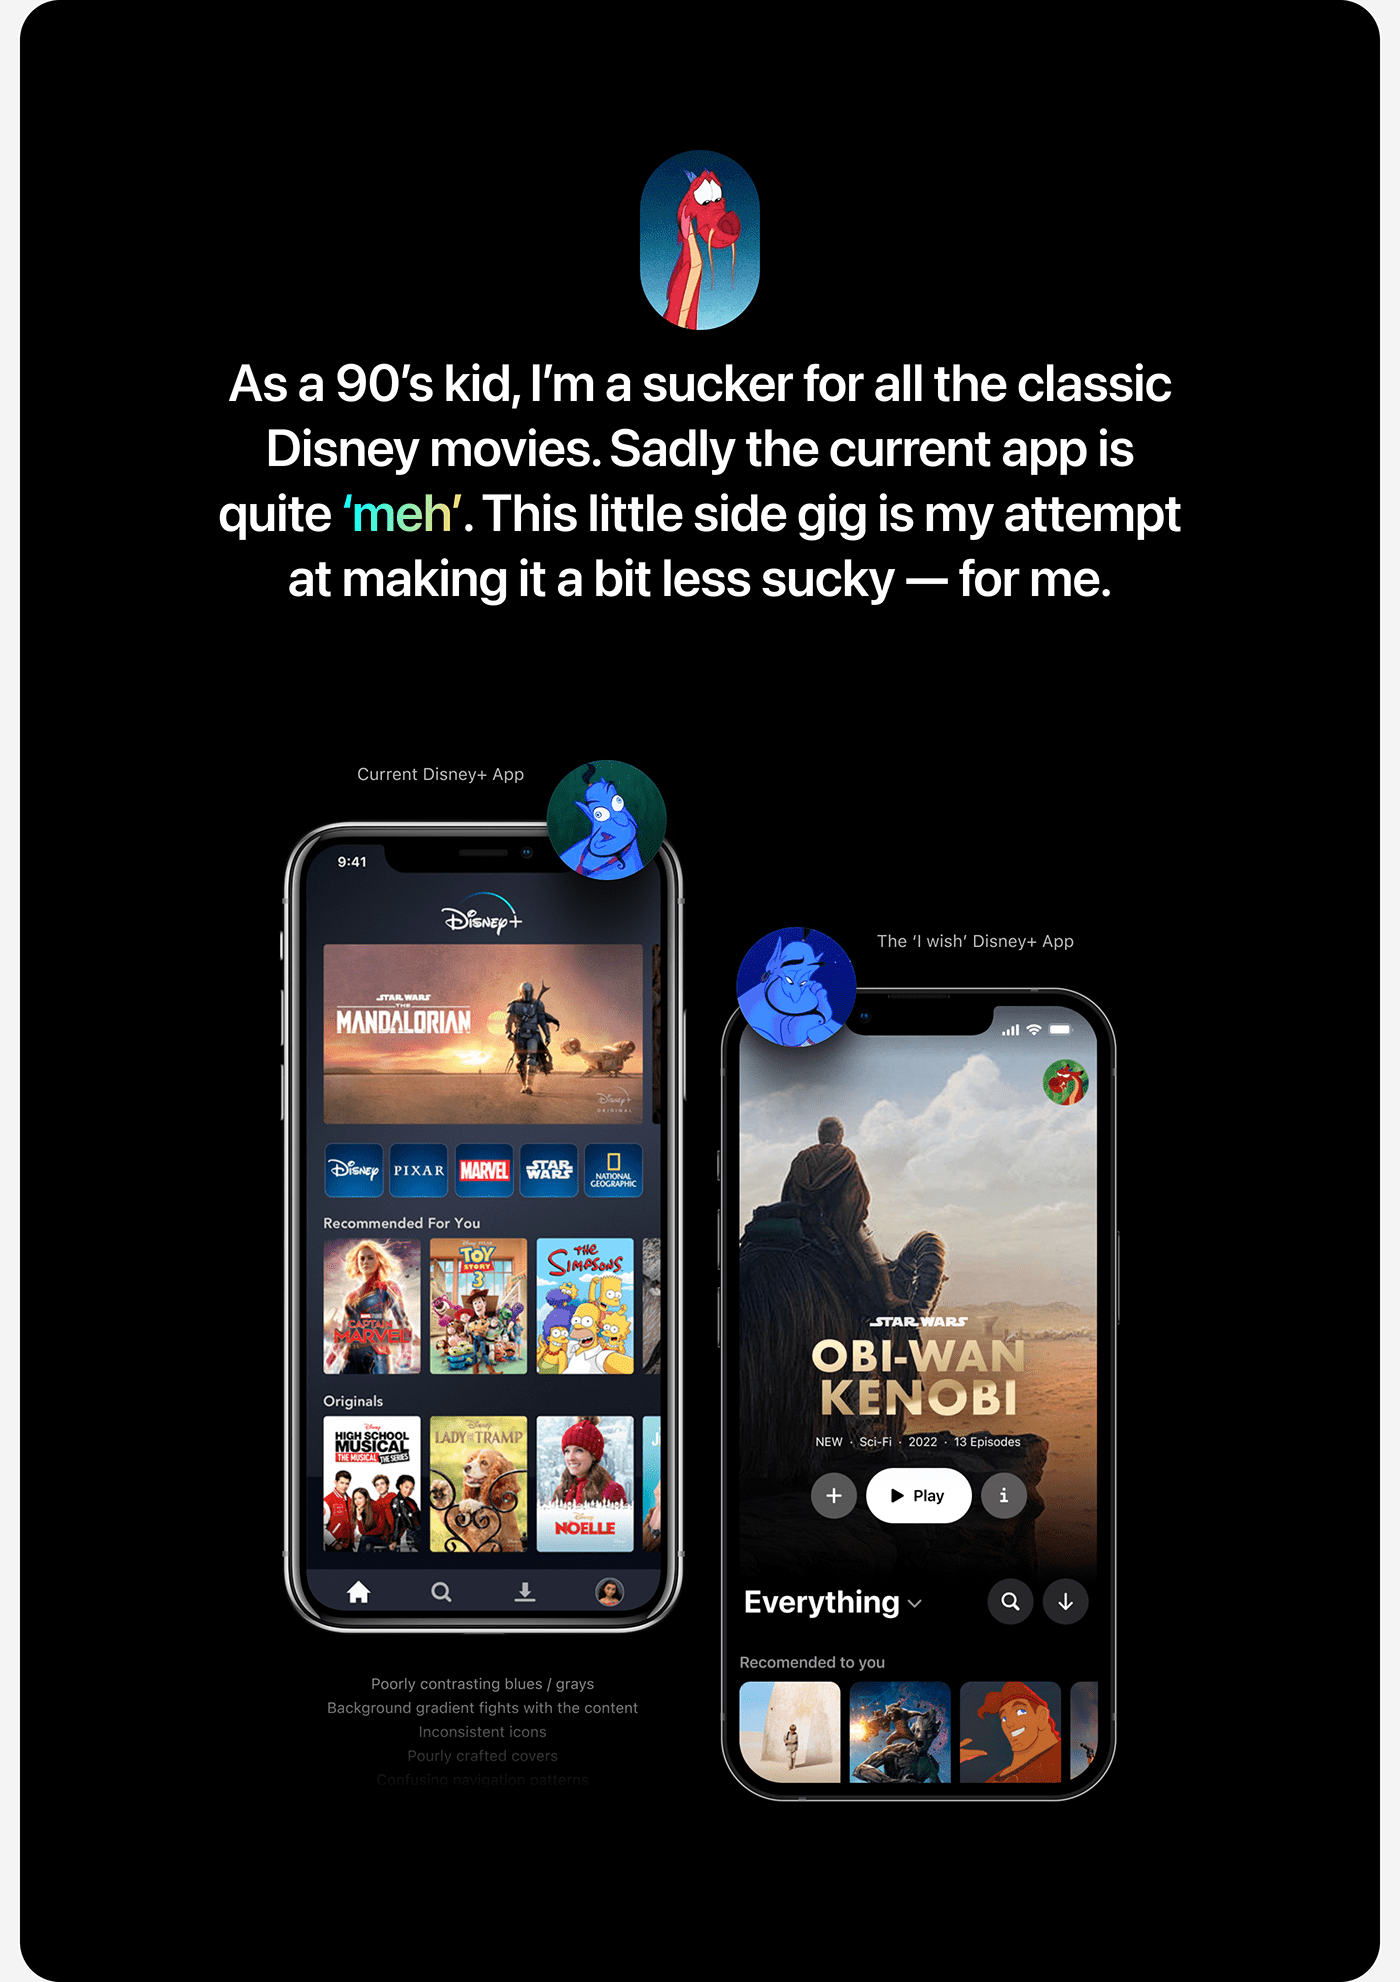 As a 90’s kid, I’m a sucker for all the classic
Disney movies. Sadly the current app is
quite ‘meh’. This little side gig is my attempt
at making it a bit less sucky — for me.
Current Disney+ App
9:41
Disney+
STAR WARS
THE
MANDALORIAN
Disney+
ORIGINAL
Disney
PIXAR
MARVEL
STAR WARS
NATIONAL GEOGRAPHIC
Recommended For You
CAPTAIN MARVEL
Disney PIXAR
TOY STORY 3
THE SIMPSONS
Originals
Disney
HIGH SCHOOL
MUSICAL
THE MUSICAL THE SERIES
Disney
LADY AND THE TRAMP
Disney
NOELLE
Poorly contrasting blues / grays
Background gradient fights with the content
Inconsistent icons
Pourly crafted covers
Confusing navigation patterns
The ‘I wish’ Disney+ App
STAR WARS
OBI-WAN
KENOBI
NEW · Sci-Fi · 2022 · 13 Episodes
Play
Everything
Recomended to you